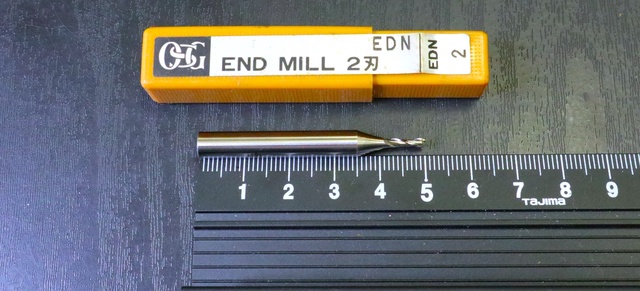 OSG
END MILL 2刃
EDN
EDN
2
1 2 3 4 5 6 7 8 9
TAJIMA